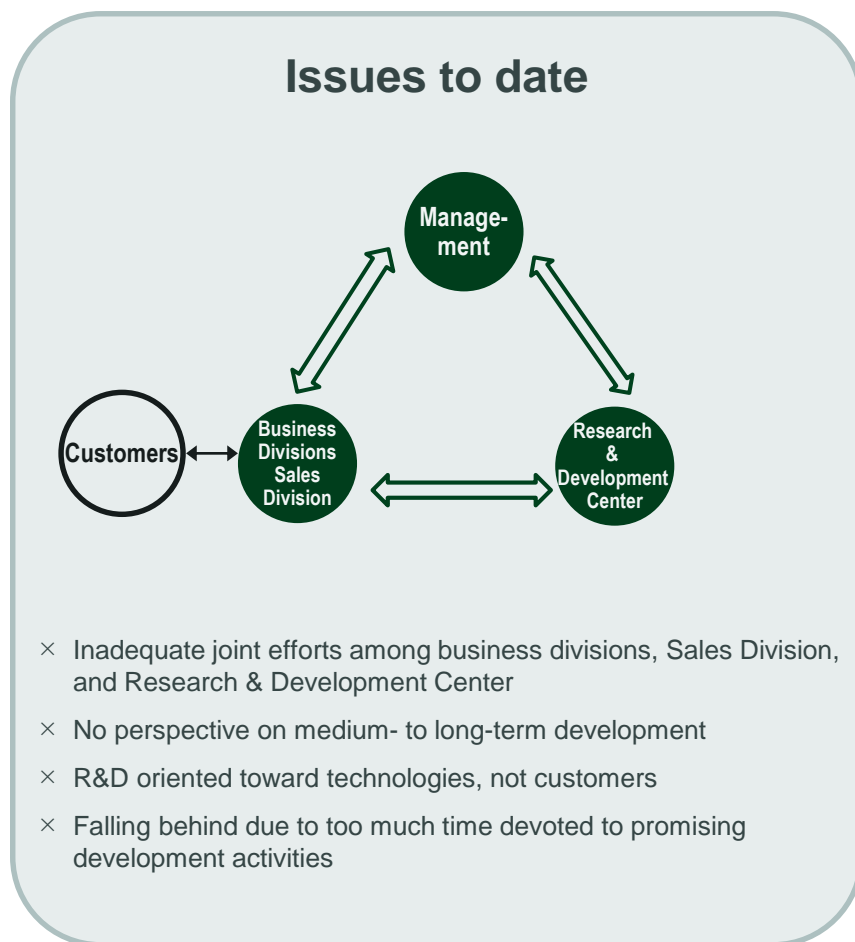 Issues to date
Manage-
ment
Customers
Business
Divisions
Sales
Division
Research
&
Development
Center
× Inadequate joint efforts among business divisions, Sales Division,
and Research & Development Center
× No perspective on medium- to long-term development
× R&D oriented toward technologies, not customers
× Falling behind due to too much time devoted to promising
development activities